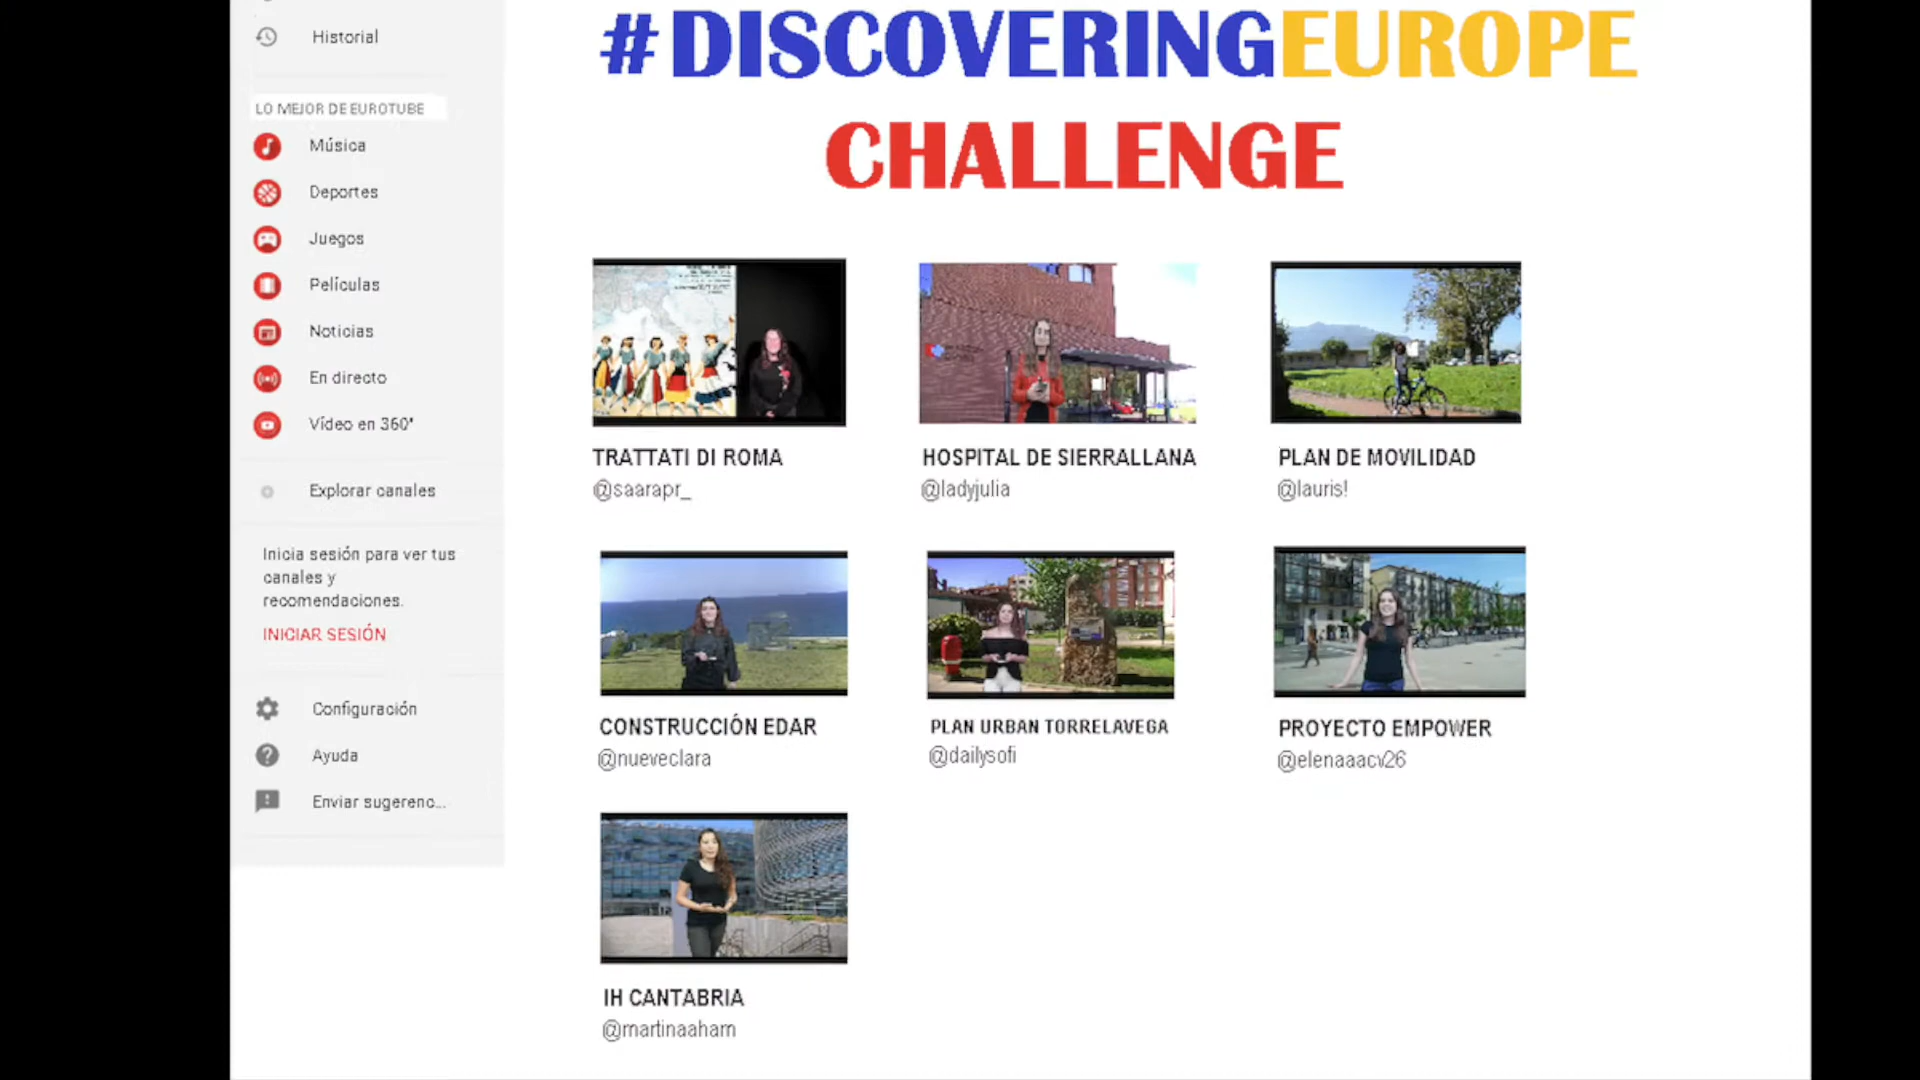 Historial
LO MEJOR DE EUROTUBE
Música
Deportes
Juegos
Películas
Noticias
En directo
Vídeo en 360°
Explorar canales
Inicia sesión para ver tus
canales y
recomendaciones.
INICIAR SESIÓN
Configuración
Ayuda
Enviar sugerenc...
#DISCOVERINGEUROPE
CHALLENGE
TRATTATI DI ROMA
@saarapr_
HOSPITAL DE SIERRALLANA
@ladyjulia
PLAN DE MOVILIDAD
@lauris!
CONSTRUCCIÓN EDAR
@nueveclara
PLAN URBAN TORRELAVEGA
@dailysofi
PROYECTO EMPOWER
@elenaaacv26
IH CANTABRIA
@martinaaham